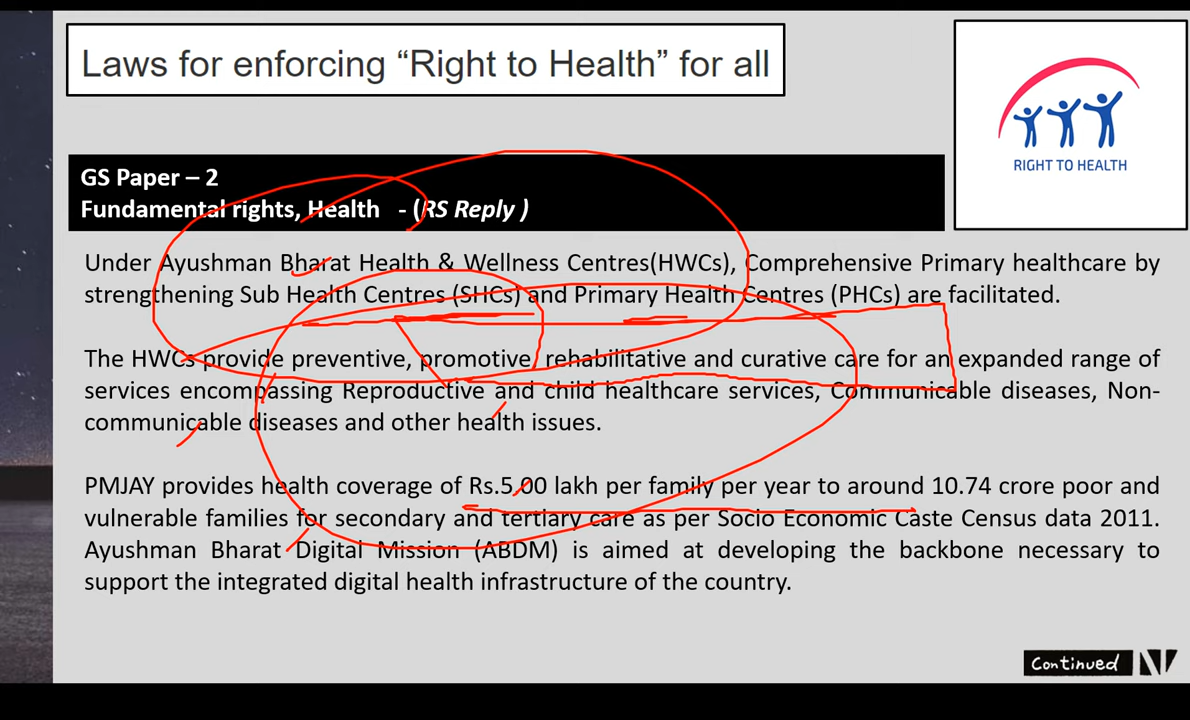 Laws for enforcing “Right to Health” for all
RIGHT TO HEALTH
GS Paper – 2
Fundamental rights, Health - (RS Reply )
Under Ayushman Bharat Health & Wellness Centres(HWCs), Comprehensive Primary healthcare by
strengthening Sub Health Centres (SHCs) and Primary Health Centres (PHCs) are facilitated.
The HWCs provide preventive, promotive, rehabilitative and curative care for an expanded range of
services encompassing Reproductive and child healthcare services, Communicable diseases, Non-
communicable diseases and other health issues.
PMJAY provides health coverage of Rs.5.00 lakh per family per year to around 10.74 crore poor and
vulnerable families for secondary and tertiary care as per Socio Economic Caste Census data 2011.
Ayushman Bharat Digital Mission (ABDM) is aimed at developing the backbone necessary to
support the integrated digital health infrastructure of the country.
Continued